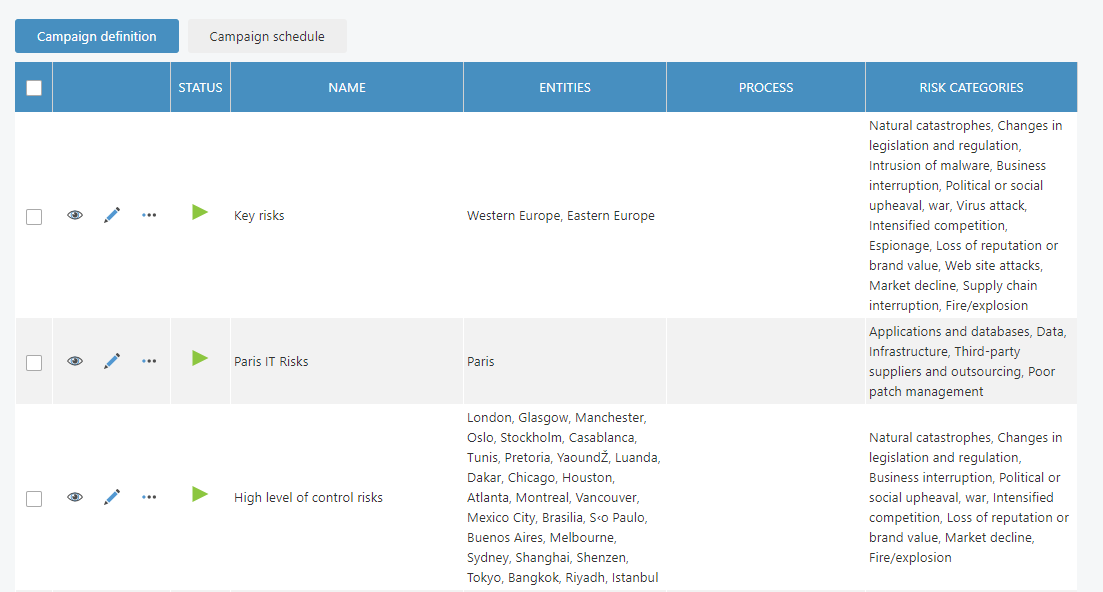 Campaign definition
Campaign schedule
STATUS
NAME
ENTITIES
PROCESS
RISK CATEGORIES
Key risks
Western Europe, Eastern Europe
Natural catastrophes, Changes in
legislation and regulation,
Intrusion of malware, Business
interruption, Political or social
upheaval, war, Virus attack,
Intensified competition,
Espionage, Loss of reputation or
brand value, Web site attacks,
Market decline, Supply chain
interruption, Fire/explosion
Paris IT Risks
Paris
Applications and databases, Data,
Infrastructure, Third-party
suppliers and outsourcing, Poor
patch management
High level of control risks
London, Glasgow, Manchester,
Oslo, Stockholm, Casablanca,
Tunis, Pretoria, YaoundŽ, Luanda,
Dakar, Chicago, Houston,
Atlanta, Montreal, Vancouver,
Mexico City, Brasilia, S‹o Paulo,
Buenos Aires, Melbourne,
Sydney, Shanghai, Shenzen,
Tokyo, Bangkok, Riyadh, Istanbul
Natural catastrophes, Changes in
legislation and regulation,
Business interruption, Political or
social upheaval, war, Intensified
competition, Loss of reputation or
brand value, Market decline,
Fire/explosion